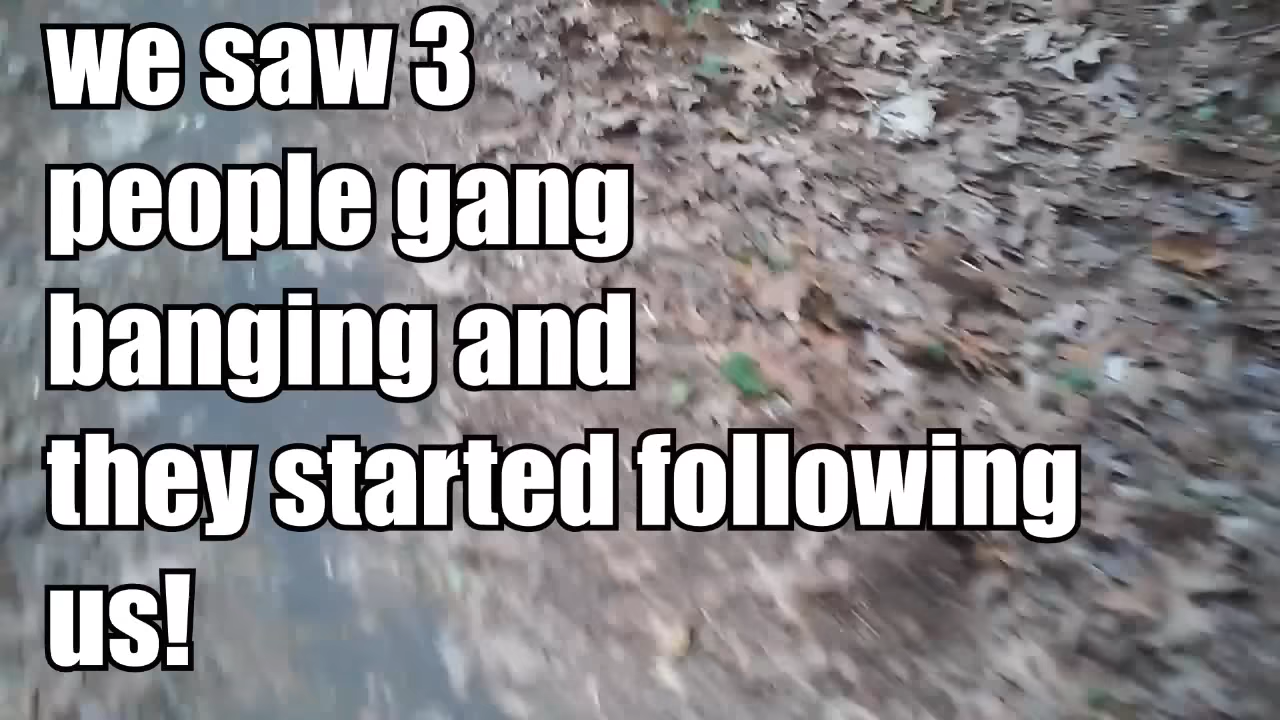 we saw 3
people gang
banging and
they started following
us!